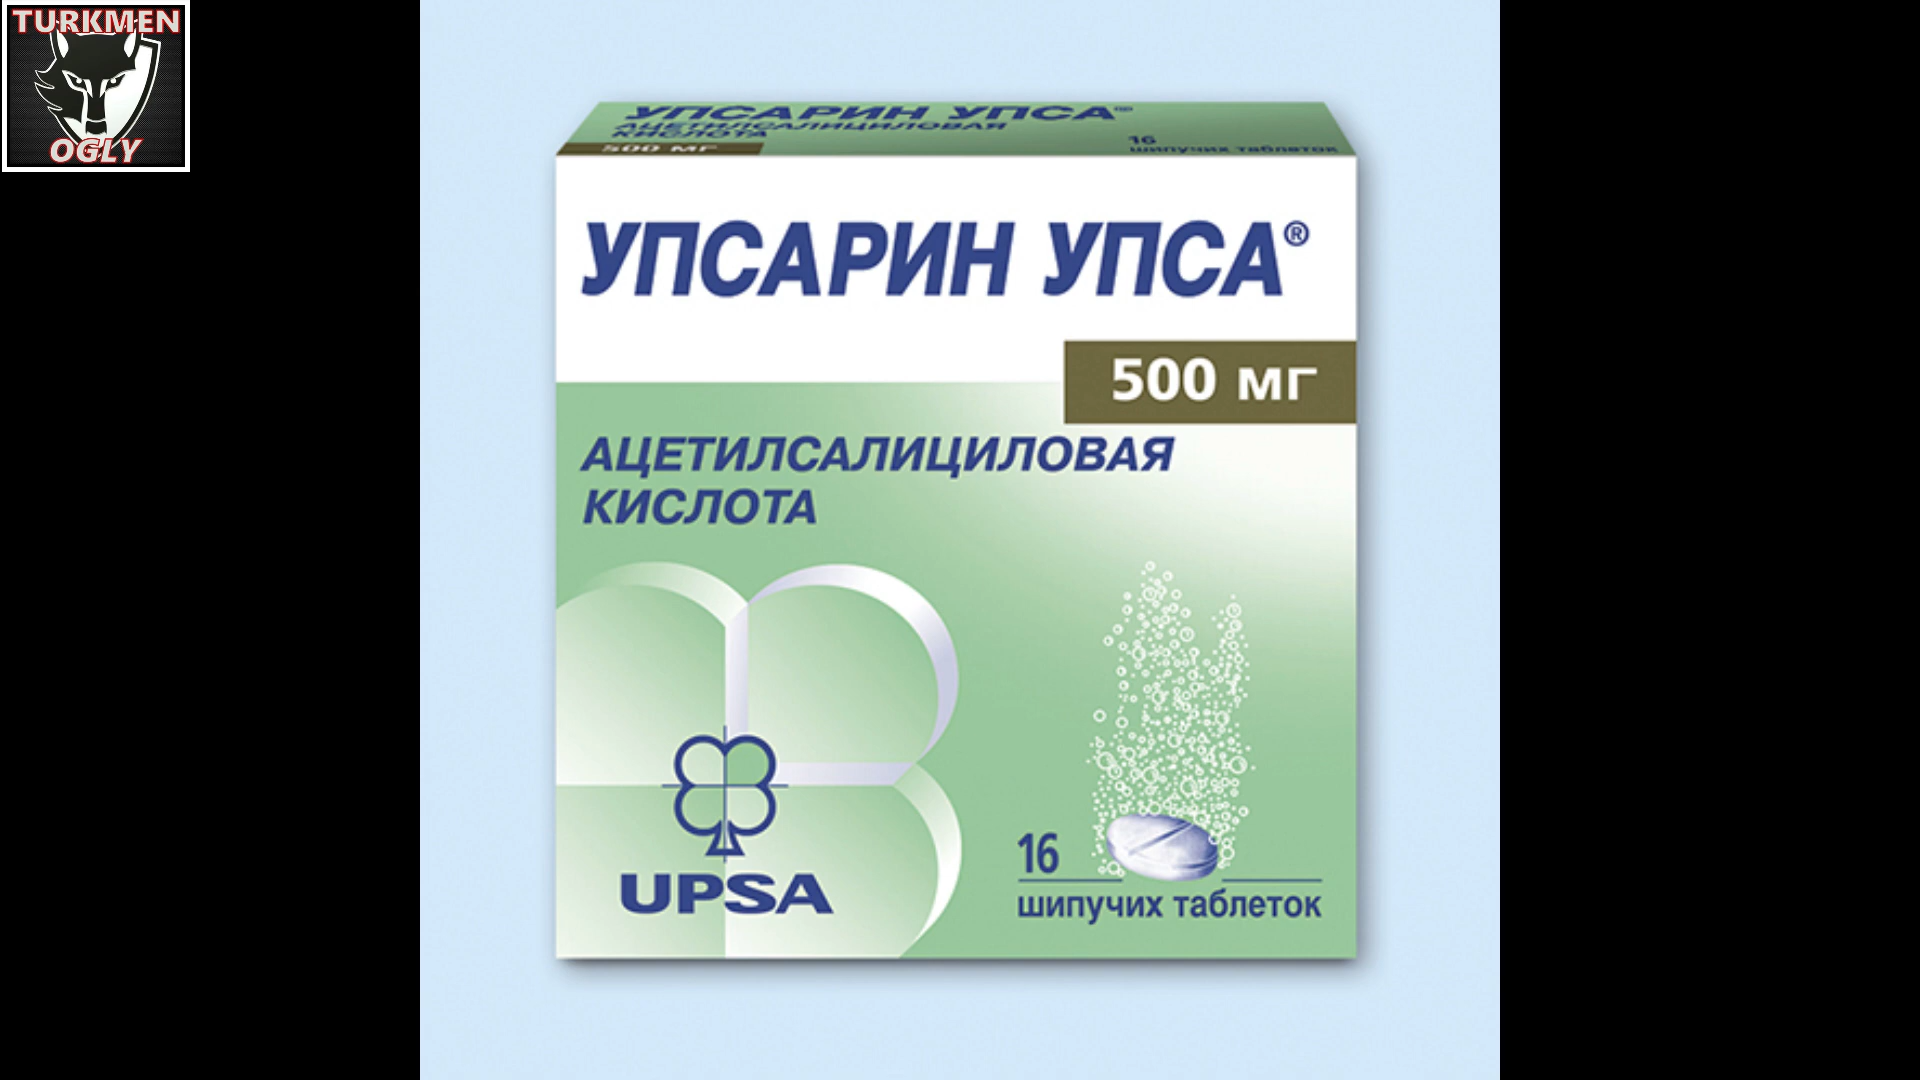 TURKMEN
OGLY
УПСАРИН УПСА®
АЦЕТИЛСАЛИЦИЛОВАЯ
КИСЛОТА
500 МГ
16
шипучих таблеток
УПСАРИН УПСА®
500 мг
АЦЕТИЛСАЛИЦИЛОВАЯ
КИСЛОТА
UPSA
16
шипучих таблеток